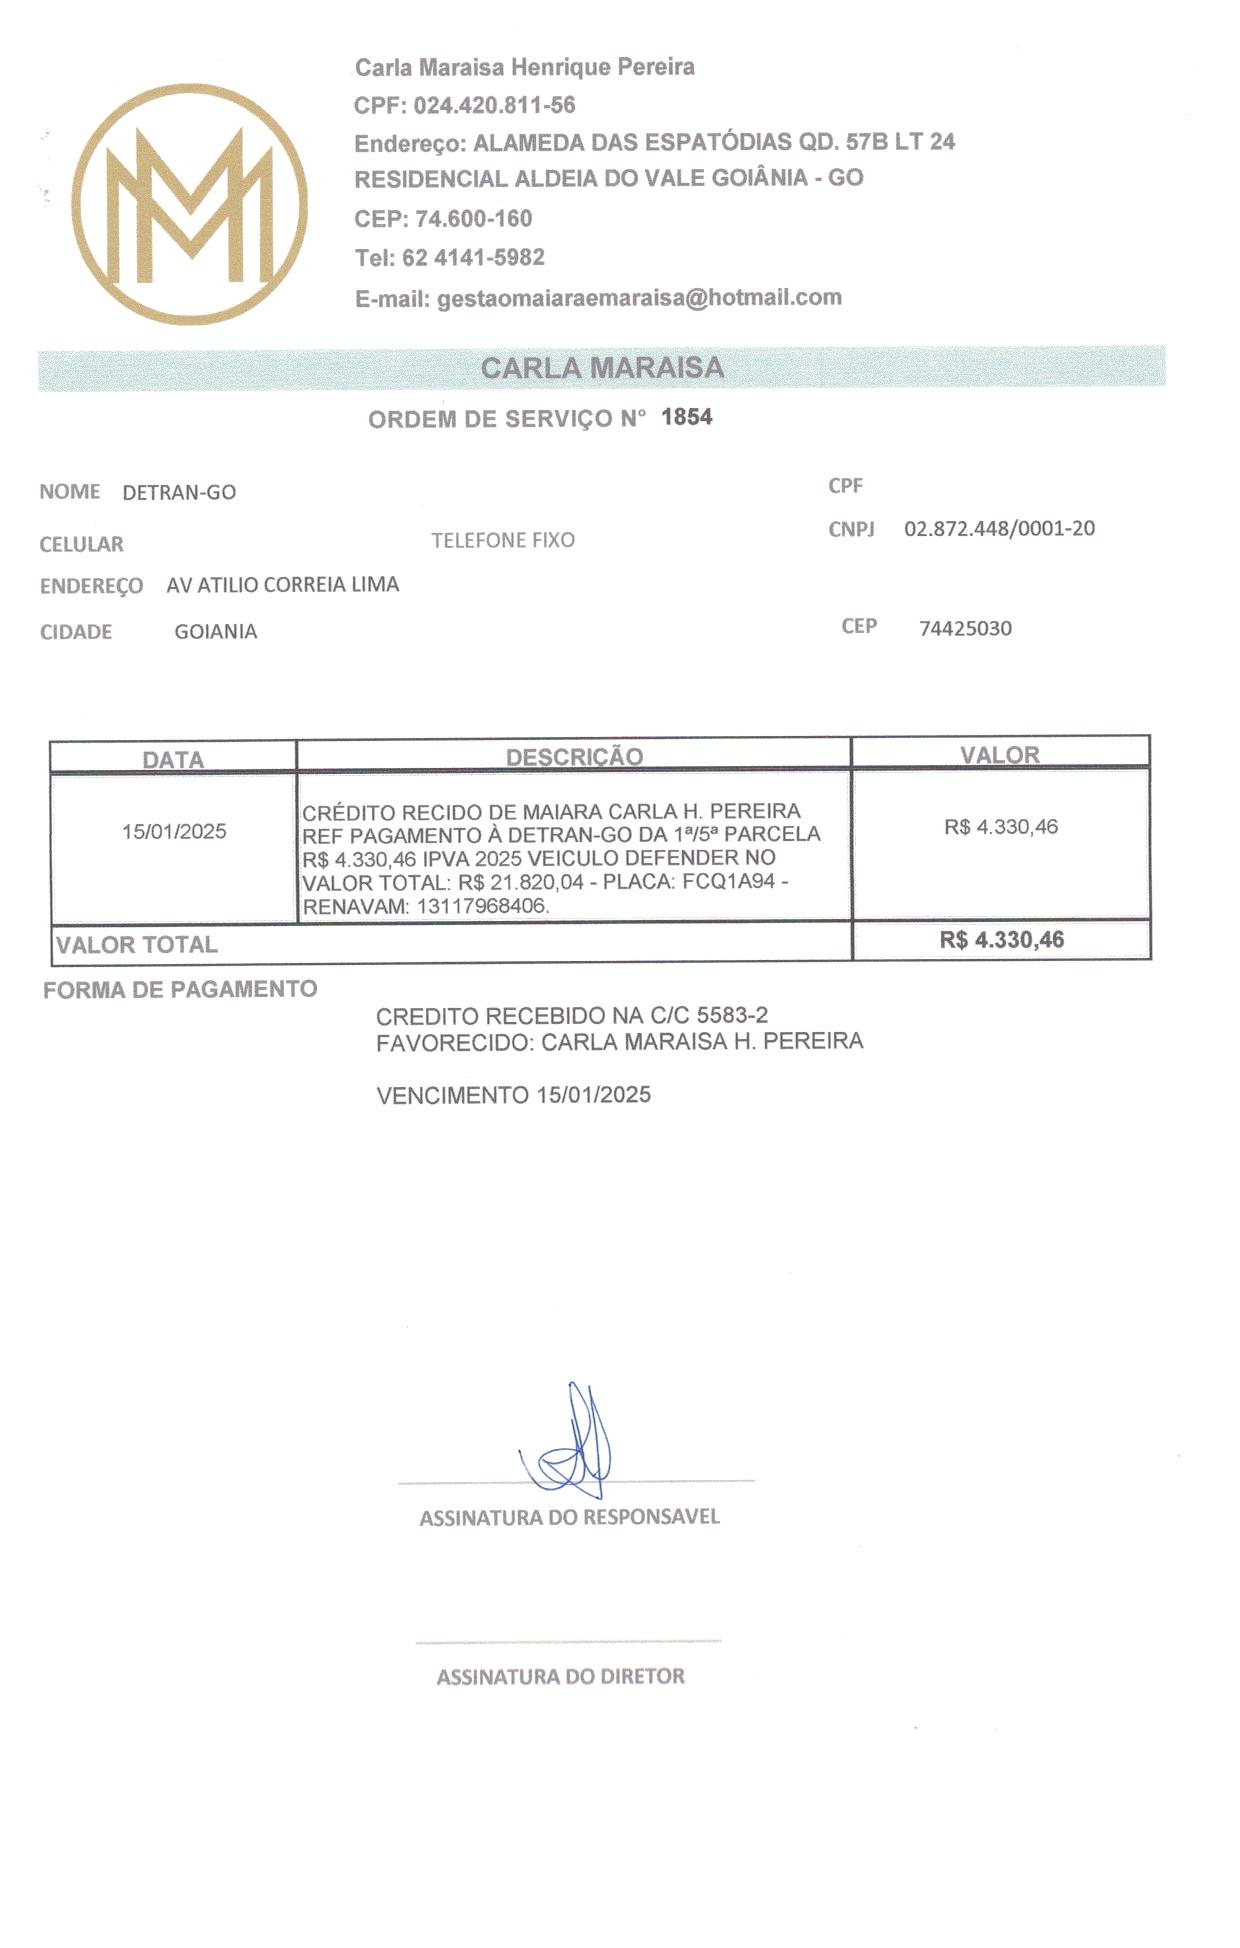 Carla Maraisa Henrique Pereira
CPF: 024.420.811-56
Endereço: ALAMEDA DAS ESPATÓDIAS QD. 57B LT 24
RESIDENCIAL ALDEIA DO VALE GOIÂNIA - GO
CEP: 74.600-160
Tel: 62 4141-5982
E-mail: gestaomaiaraemaraisa@hotmail.com
CARLA MARAISA
ORDEM DE SERVIÇO N° 1854
NOME DETRAN-GO CPF
CELULAR TELEFONE FIXO CNPJ 02.872.448/0001-20
ENDEREÇO AV ATILIO CORREIA LIMA
CIDADE GOIANIA CEP 74425030
DATA DESCRIÇÃO VALOR
CRÉDITO RECIDO DE MAIARA CARLA H. PEREIRA
15/01/2025 REF PAGAMENTO À DETRAN-GO DA 1ª/5ª PARCELA R$ 4.330,46
R$ 4.330,46 IPVA 2025 VEICULO DEFENDER NO
VALOR TOTAL: R$ 21.820,04 - PLACA: FCQ1A94 -
RENAVAM: 13117968406.
VALOR TOTAL R$ 4.330,46
FORMA DE PAGAMENTO
CREDITO RECEBIDO NA C/C 5583-2
FAVORECIDO: CARLA MARAISA H. PEREIRA
VENCIMENTO 15/01/2025
ASSINATURA DO RESPONSAVEL
ASSINATURA DO DIRETOR